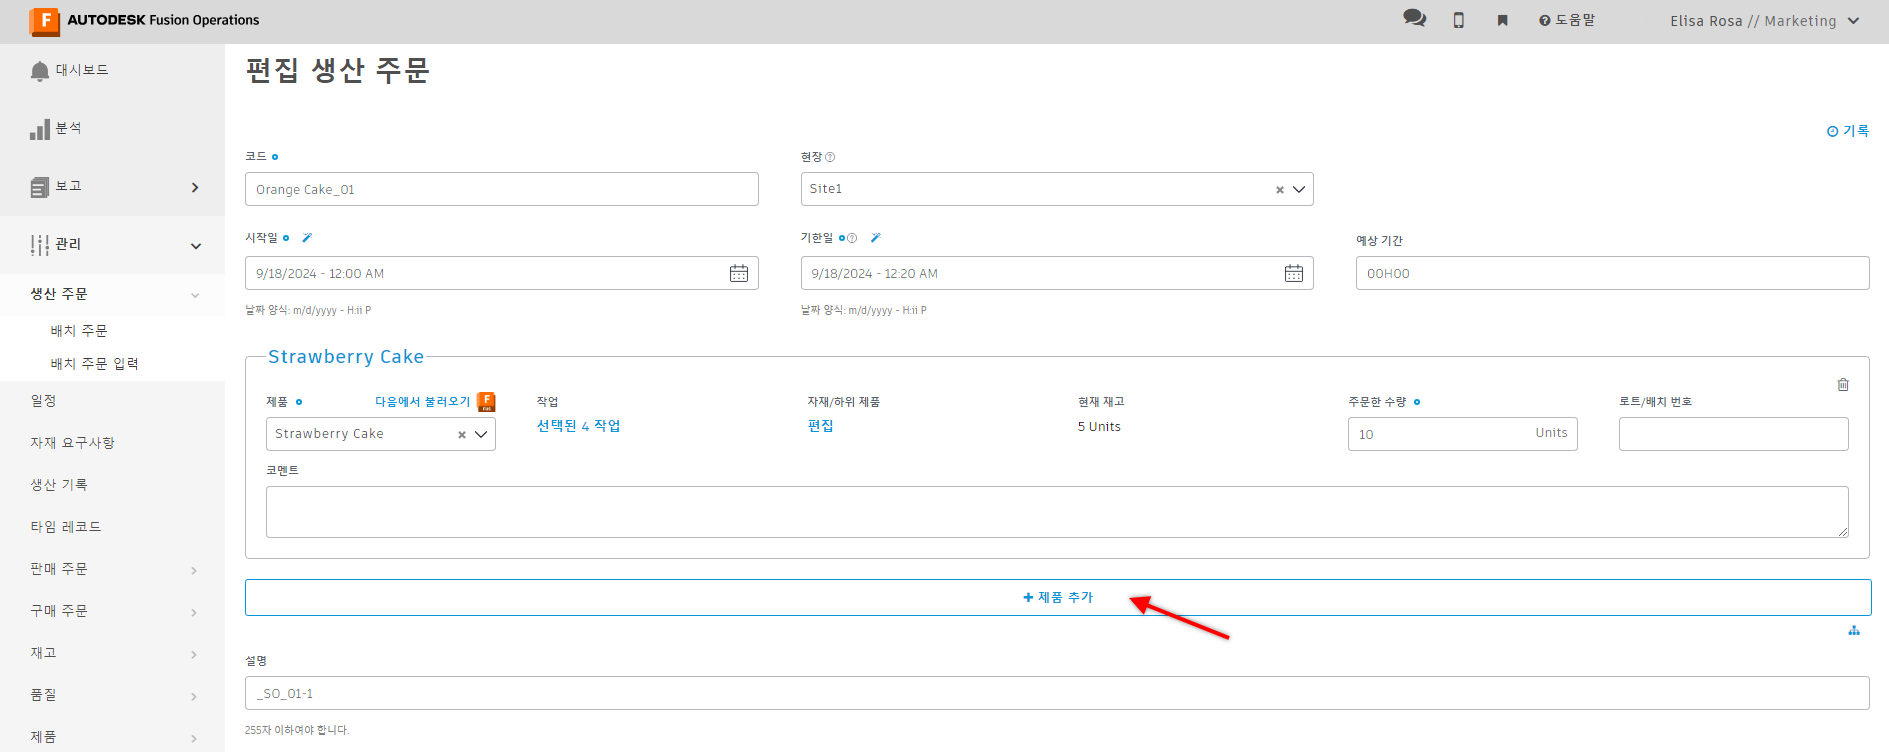 F AUTODESK Fusion Operations
도움말
Elisa Rosa // Marketing
대시보드
분석
보고
관리
생산 주문
배치 주문
배치 주문 입력
일정
자재 요구사항
생산 기록
타임 레코드
판매 주문
구매 주문
재고
품질
제품
편집 생산 주문
기록
코드
현장
Orange Cake_01
Site1
시작일
기한일
예상 기간
9/18/2024 - 12:00 AM
9/18/2024 - 12:20 AM
00H00
날짜 양식: m/d/yyyy - H:ii P
날짜 양식: m/d/yyyy - H:ii P
Strawberry Cake
제품
다음에서 불러오기
F
FUS
작업
자재/하위 제품
현재 재고
주문한 수량
로트/배치 번호
Strawberry Cake
선택된 4 작업
편집
5 Units
10 Units
코멘트
+ 제품 추가
설명
_SO_01-1
255자 이하여야 합니다.